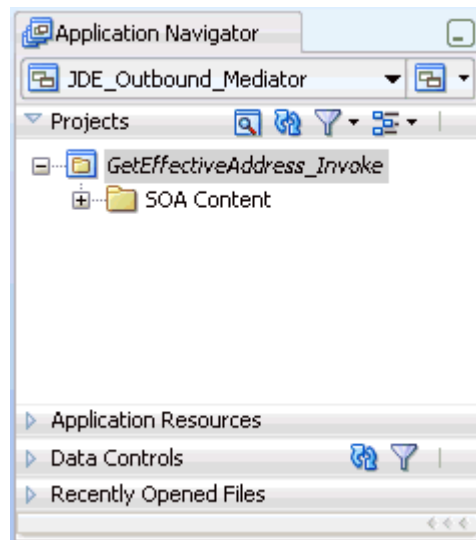 Application Navigator
JDE_Outbound_Mediator
Projects
GetEffectiveAddress_Invoke
SOA Content
Application Resources
Data Controls
Recently Opened Files